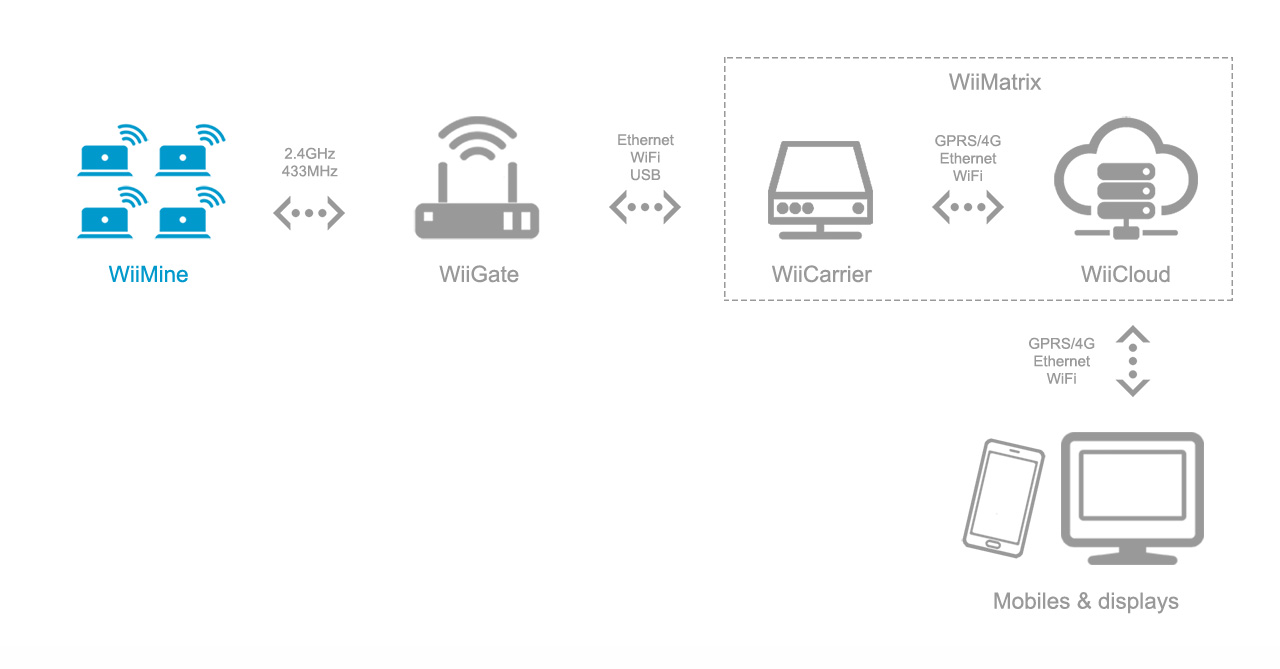 WiiMatrix
2.4GHz
433MHz
Ethernet
WiFi
USB
GPRS/4G
Ethernet
WiFi
WiiMine
WiiGate
WiiCarrier
WiiCloud
GPRS/4G
Ethernet
WiFi
Mobiles & displays